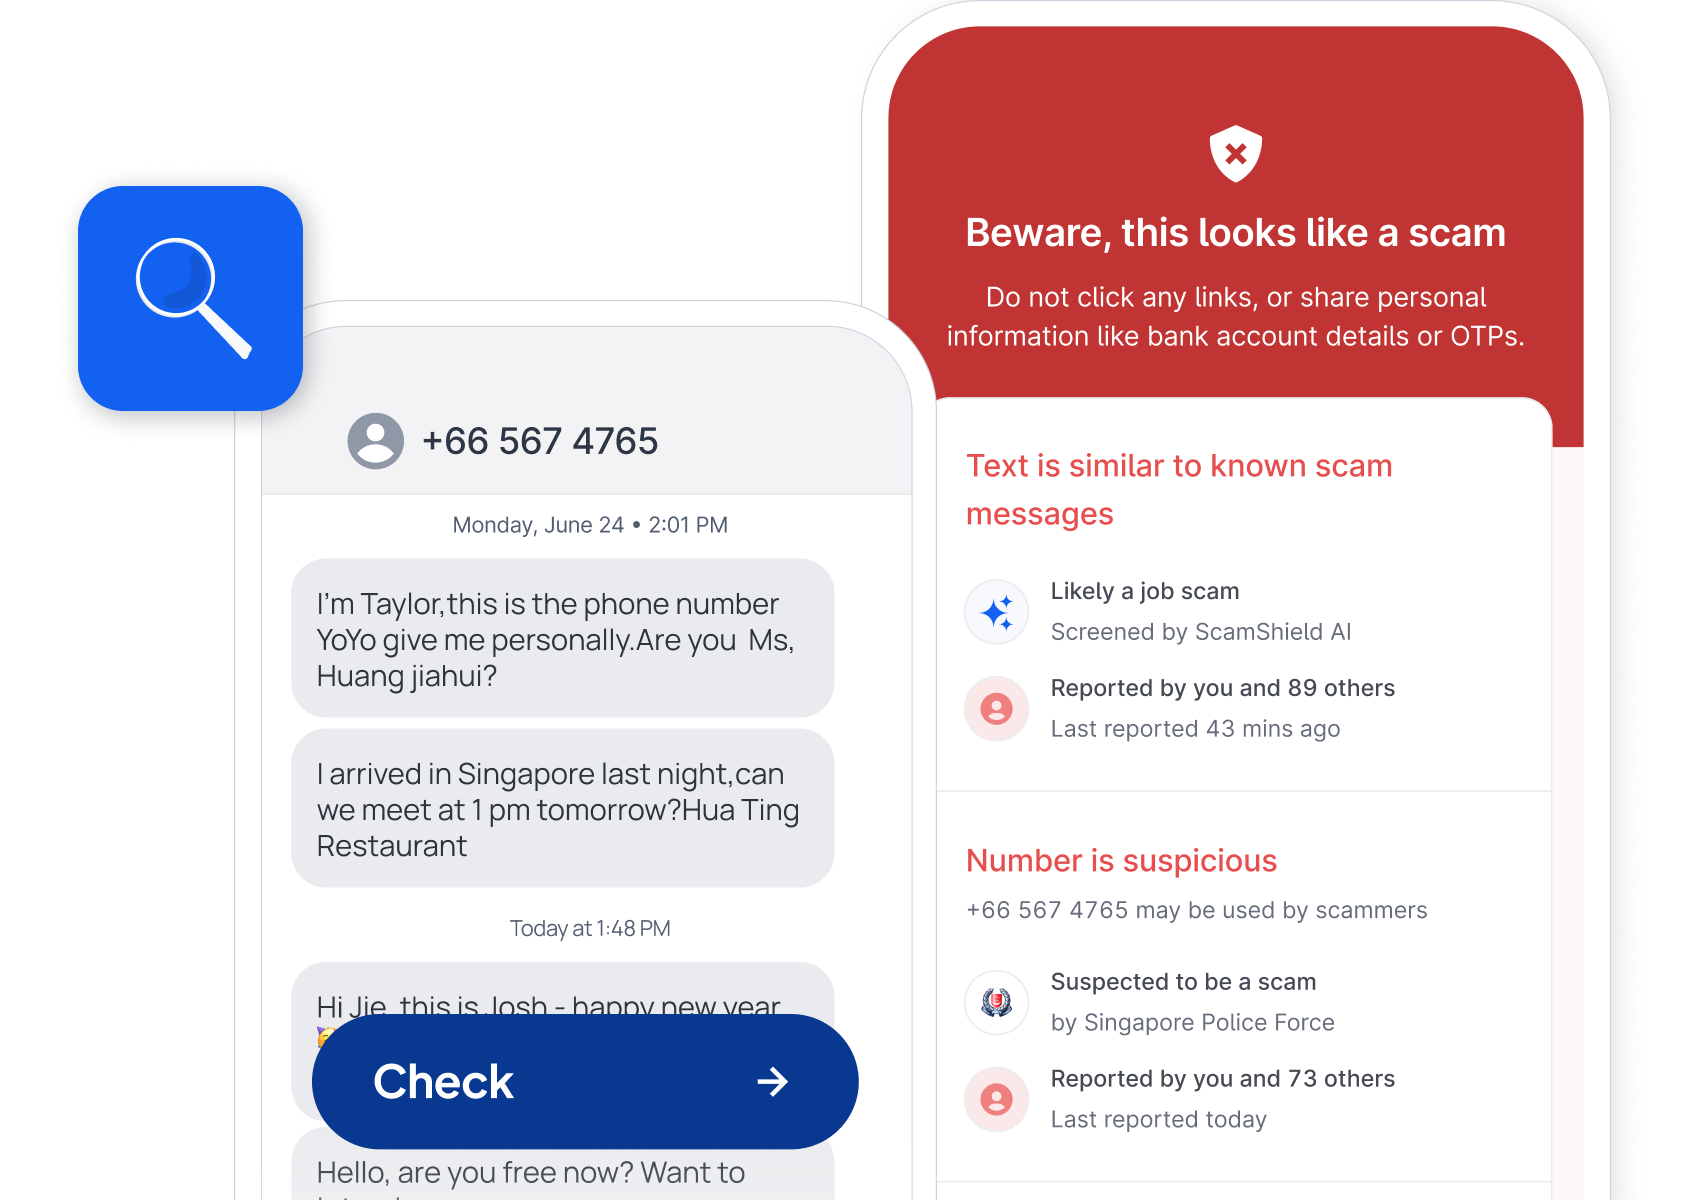 +66 567 4765
Monday, June 24 • 2:01 PM
I'm Taylor,this is the phone number
YoYo give me personally.Are you  Ms,
Huang jiahui?
I arrived in Singapore last night,can
we meet at 1 pm tomorrow?Hua Ting
Restaurant
Today at 1:48 PM
Hi Jie, this is Josh - happy new year
Check
Hello, are you free now? Want to
Beware, this looks like a scam
Do not click any links, or share personal
information like bank account details or OTPs.
Text is similar to known scam
messages
Likely a job scam
Screened by ScamShield AI
Reported by you and 89 others
Last reported 43 mins ago
Number is suspicious
+66 567 4765 may be used by scammers
Suspected to be a scam
by Singapore Police Force
Reported by you and 73 others
Last reported today